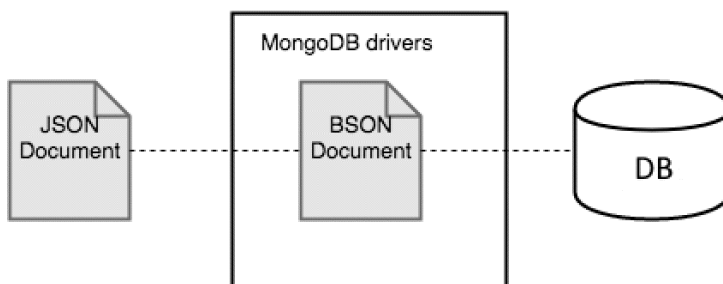 MongoDB drivers
JSON
Document
BSON
Document
DB